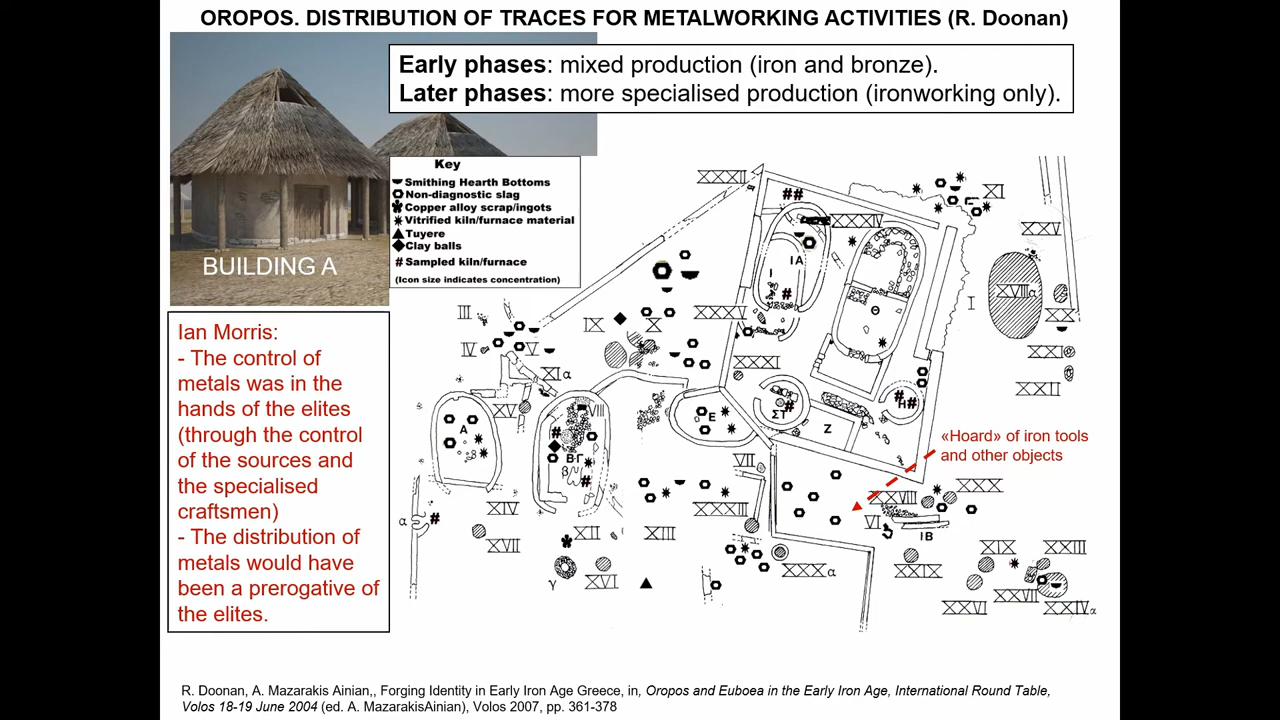 OROPOS. DISTRIBUTION OF TRACES FOR METALWORKING ACTIVITIES (R. Doonan)
Early phases: mixed production (iron and bronze).
Later phases: more specialised production (ironworking only).
BUILDING A
Key
Smithing Hearth Bottoms
Non-diagnostic slag
Copper alloy scrap/ingots
Vitrified kiln/furnace material
Tuyere
Clay balls
# Sampled kiln/furnace
(Icon size indicates concentration)
Ian Morris:
- The control of
metals was in the
hands of the elites
(through the control
of the sources and
the specialised
craftsmen)
- The distribution of
metals would have
been a prerogative of
the elites.
XXXII
##
XI
XXXIV
XXV
IA
I
#
I
XVIIIα
Θ
III
IX
X
XXXV
XX
IV
V
XXXI
XXXI
XIα
XXII
XV
VIII
A
E
ΣΤ
#
#
H
#
Z
#
ΒΓ
β
#
«Hoard» of iron tools
and other objects
VII
XXX
XXVIII
XIV
XXXIII
VI
α
#
XII
XIII
IB
XVII
XIX
XXIII
γ
XVI
XXXα
XXIX
XXVII
XXVI
XXIVα
R. Doonan, A. Mazarakis Ainian,, Forging Identity in Early Iron Age Greece, in, Oropos and Euboea in the Early Iron Age, International Round Table,
Volos 18-19 June 2004 (ed. A. MazarakisAinian), Volos 2007, pp. 361-378